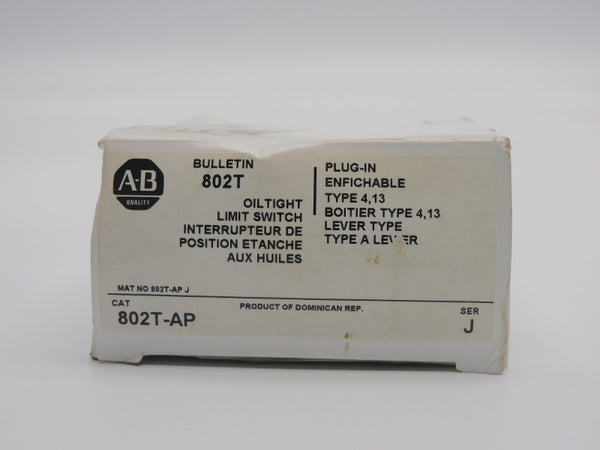 A-B
QUALITY
BULLETIN
802T
OILTIGHT
LIMIT SWITCH
INTERRUPTEUR DE
POSITION ETANCHE
AUX HUILES
PLUG-IN
ENFICHABLE
TYPE 4,13
BOITIER TYPE 4,13
LEVER TYPE
TYPE A LEVER
MAT NO 802T-AP J
CAT
802T-AP
PRODUCT OF DOMINICAN REP.
SER
J